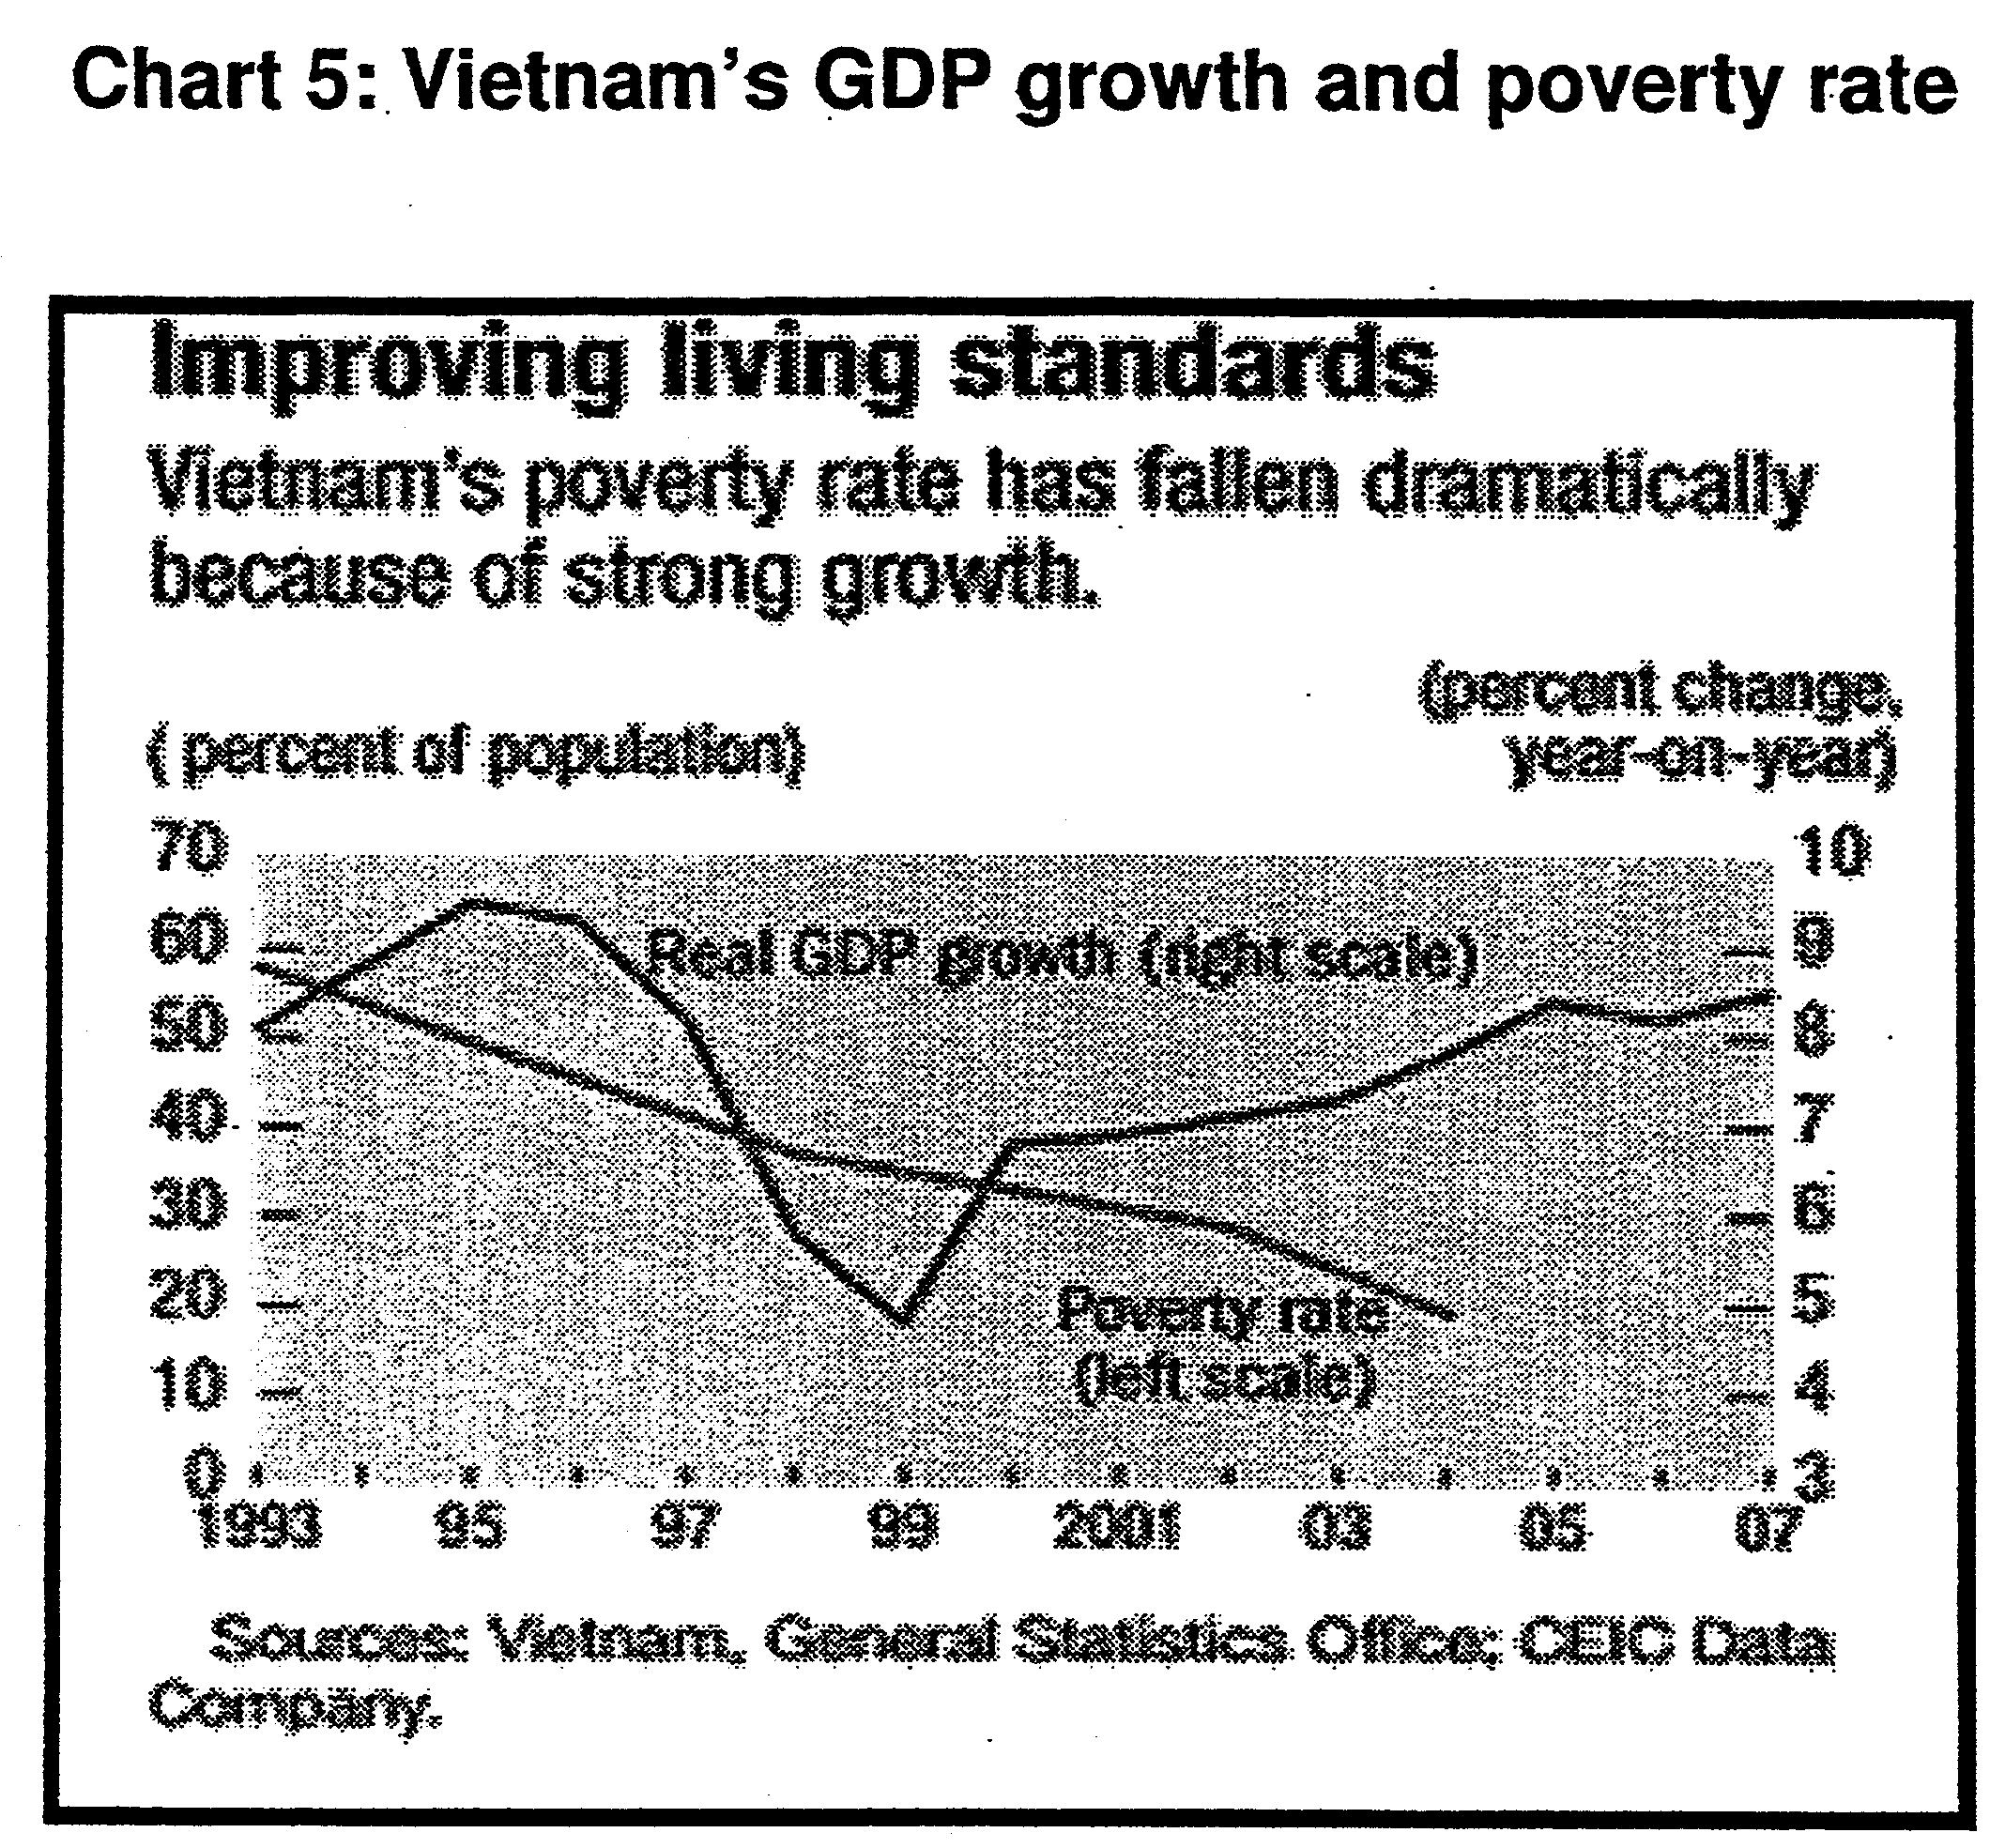 Chart 5: Vietnam's GDP growth and poverty rate
Improving living standards
Vietnam's poverty rate has fallen dramatically
because of strong growth.
(percent change,
( percent of population) year-on-year)
70 10
60 9
Real GDP growth (right scale)
50 8
40 7
30 6
20 5
Poverty rate
(left scale)
10 4
0 3
1993 95 97 99 2001 03 05 07
Sources: Vietnam, General Statistics Office; CEIC Data
Company.